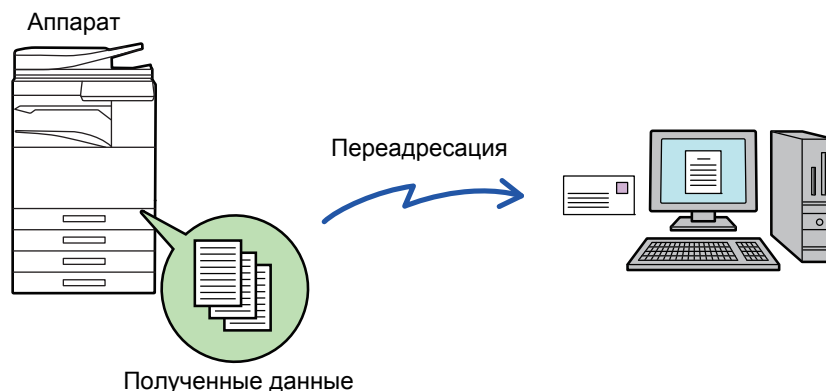 Аппарат
Переадресация
Полученные данные